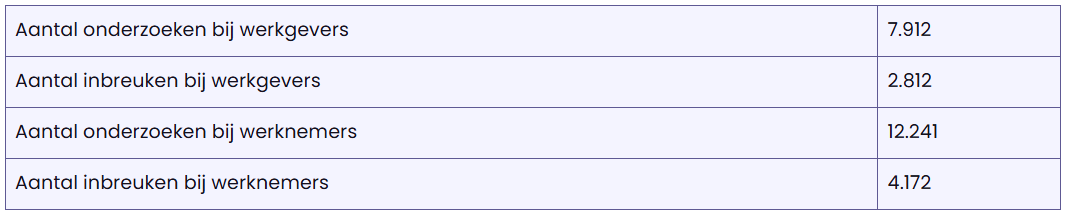 Aantal onderzoeken bij werkgevers 7.912
Aantal inbreuken bij werkgevers 2.812
Aantal onderzoeken bij werknemers 12.241
Aantal inbreuken bij werknemers 4.172